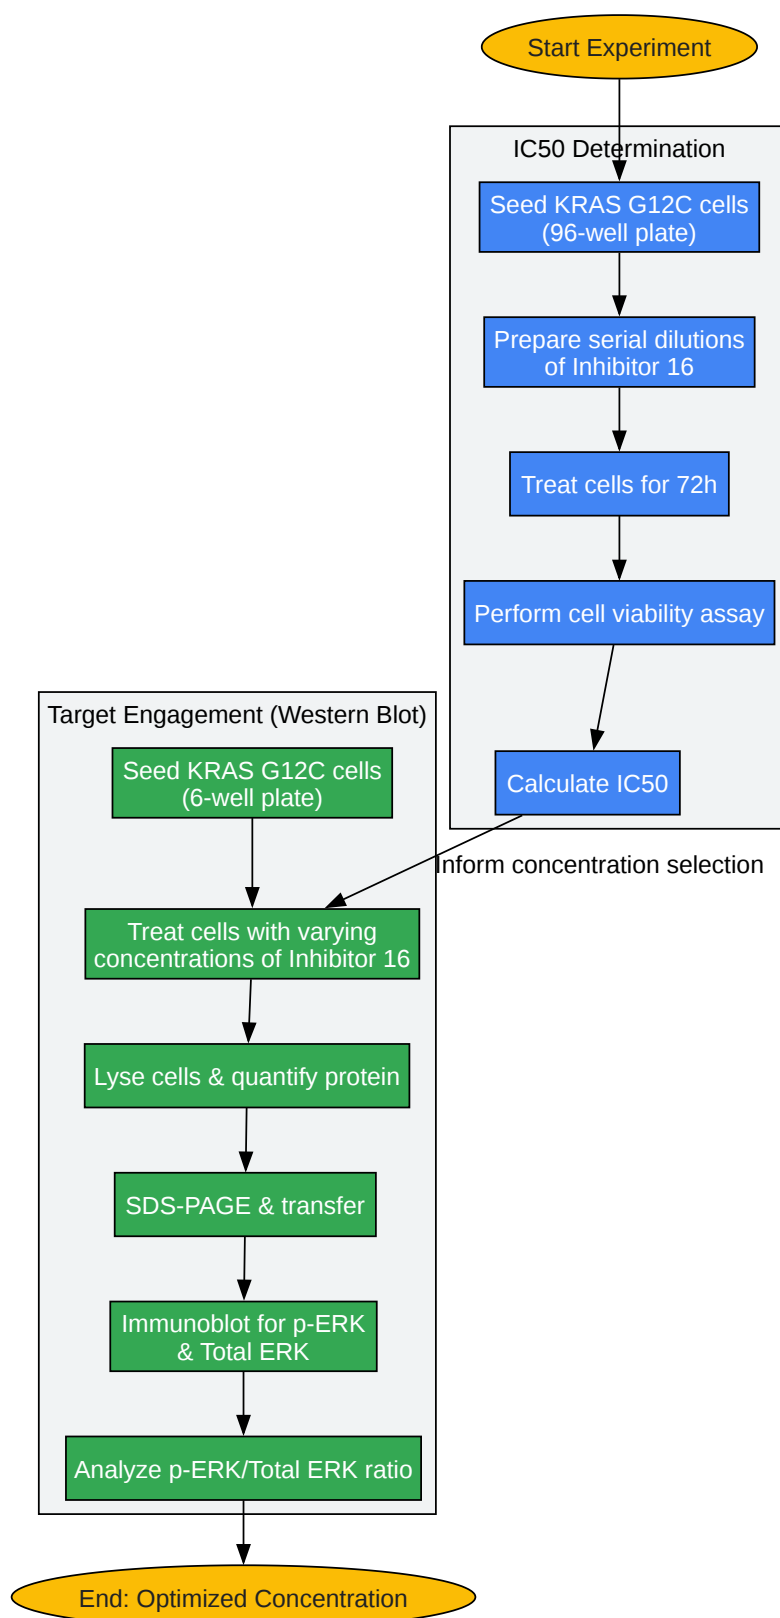 Start Experiment
IC50 Determination
Seed KRAS G12C cells
(96-well plate)
Prepare serial dilutions
of Inhibitor 16
Treat cells for 72h
Perform cell viability assay
Calculate IC50
Inform concentration selection
Target Engagement (Western Blot)
Seed KRAS G12C cells
(6-well plate)
Treat cells with varying
concentrations of Inhibitor 16
Lyse cells & quantify protein
SDS-PAGE & transfer
Immunoblot for p-ERK
& Total ERK
Analyze p-ERK/Total ERK ratio
End: Optimized Concentration